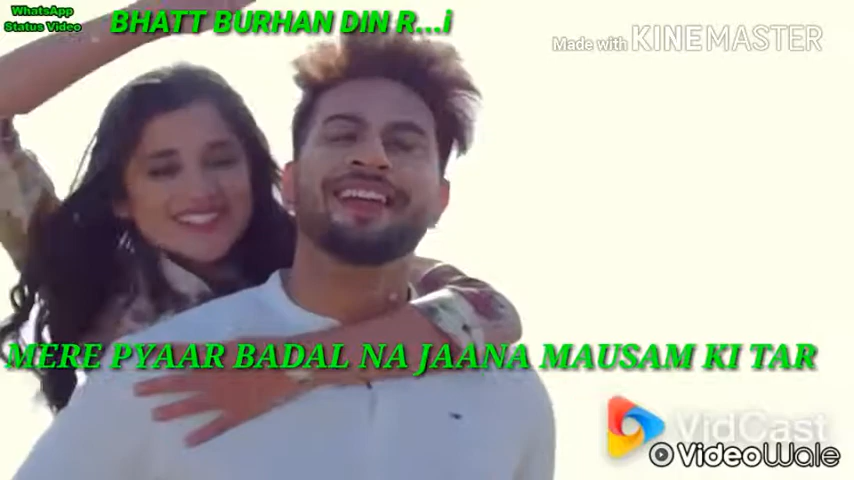 WhatsApp
Status Video
BHATT BURHAN DIN R...i
Made with KINEMASTER
MERE PYAAR BADAL NA JAANA MAUSAM KI TAR
VidCast
VideoWale